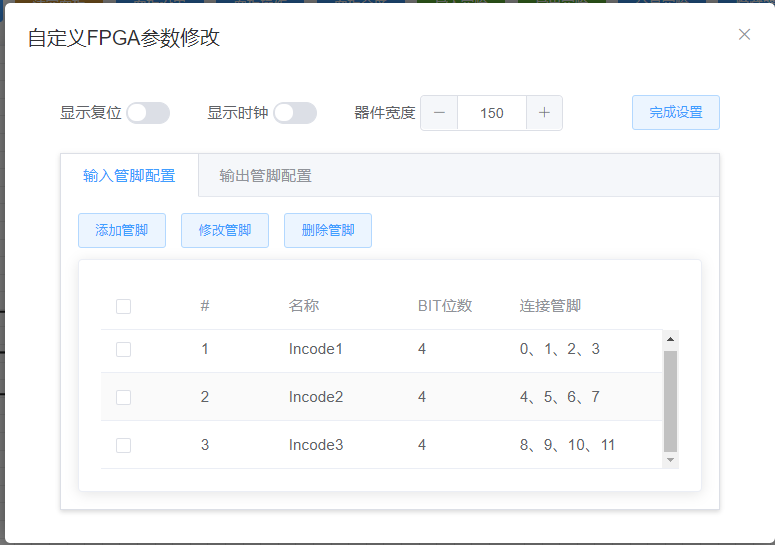 自定义FPGA参数修改
显示复位 显示时钟 器件宽度 150 完成设置
输入管脚配置 输出管脚配置
添加管脚 修改管脚 删除管脚
# 名称 BIT位数 连接管脚
1 Incode1 4 0、1、2、3
2 Incode2 4 4、5、6、7
3 Incode3 4 8、9、10、11